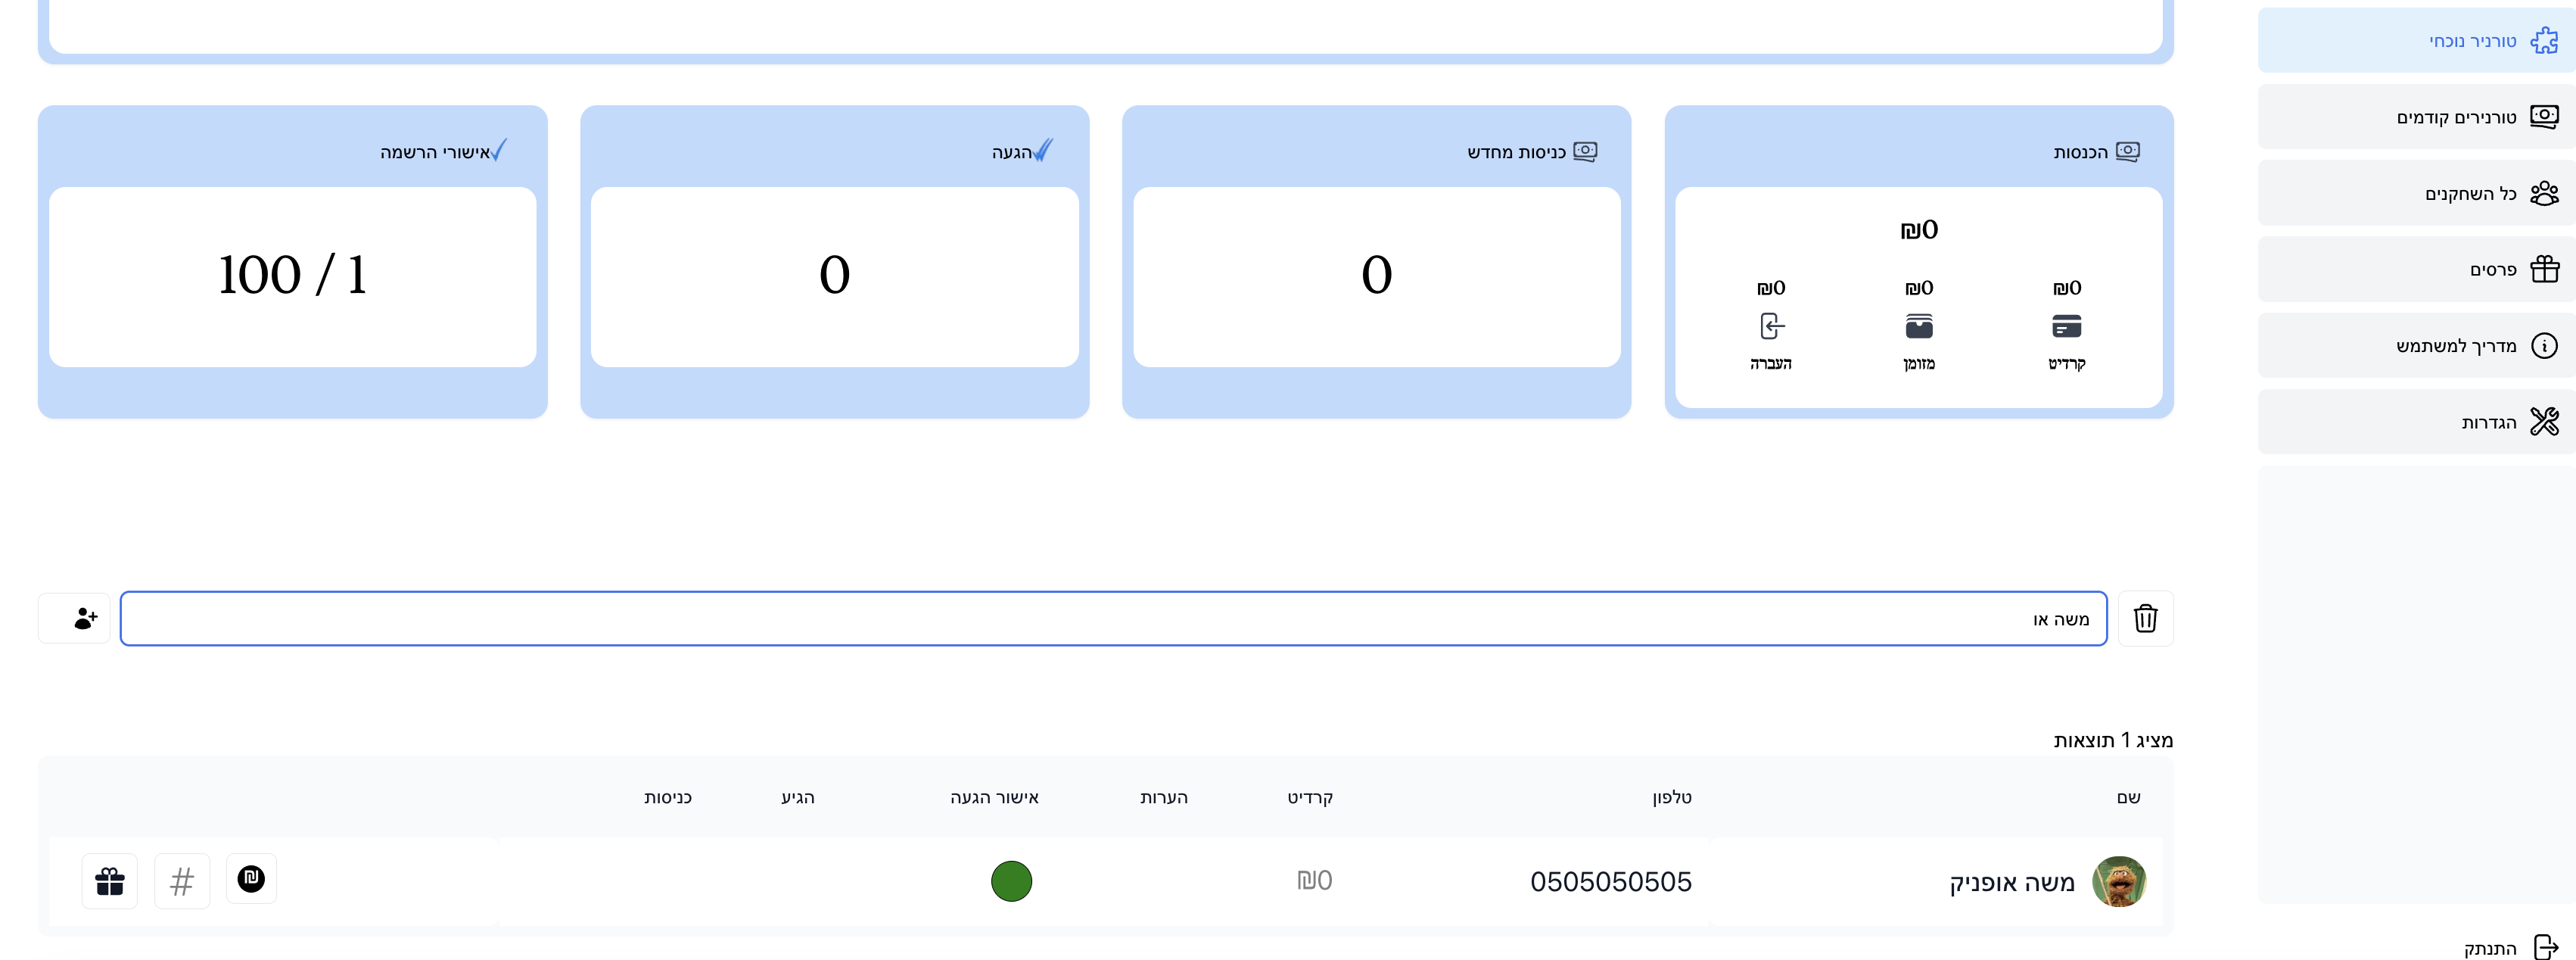 טורניר נוכחי
טורנירים קודמים
כל השחקנים
פרסים
מדריך למשתמש
הגדרות
התנתק
הכנסות
₪0
₪0
קרדיט
₪0
מזומן
₪0
העברה
כניסות מחדש
0
הגעה
0
אישורי הרשמה
100 / 1
משה או
מציג 1 תוצאות
שם טלפון קרדיט הערות אישור הגעה הגיע כניסות
משה אופניק 0505050505 ₪0 ₪ #